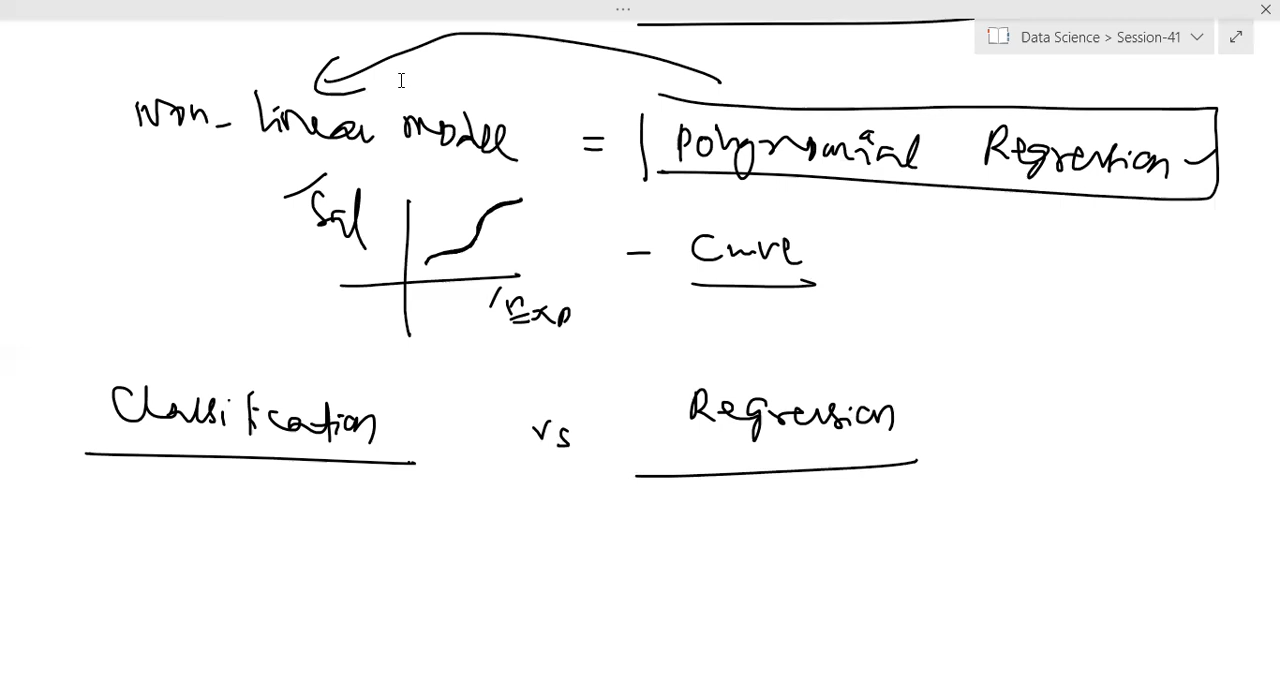 Data Science > Session-41
Non-linear model = Polynomial Regression
Sal
- Curve
Exp
Classification vs Regression